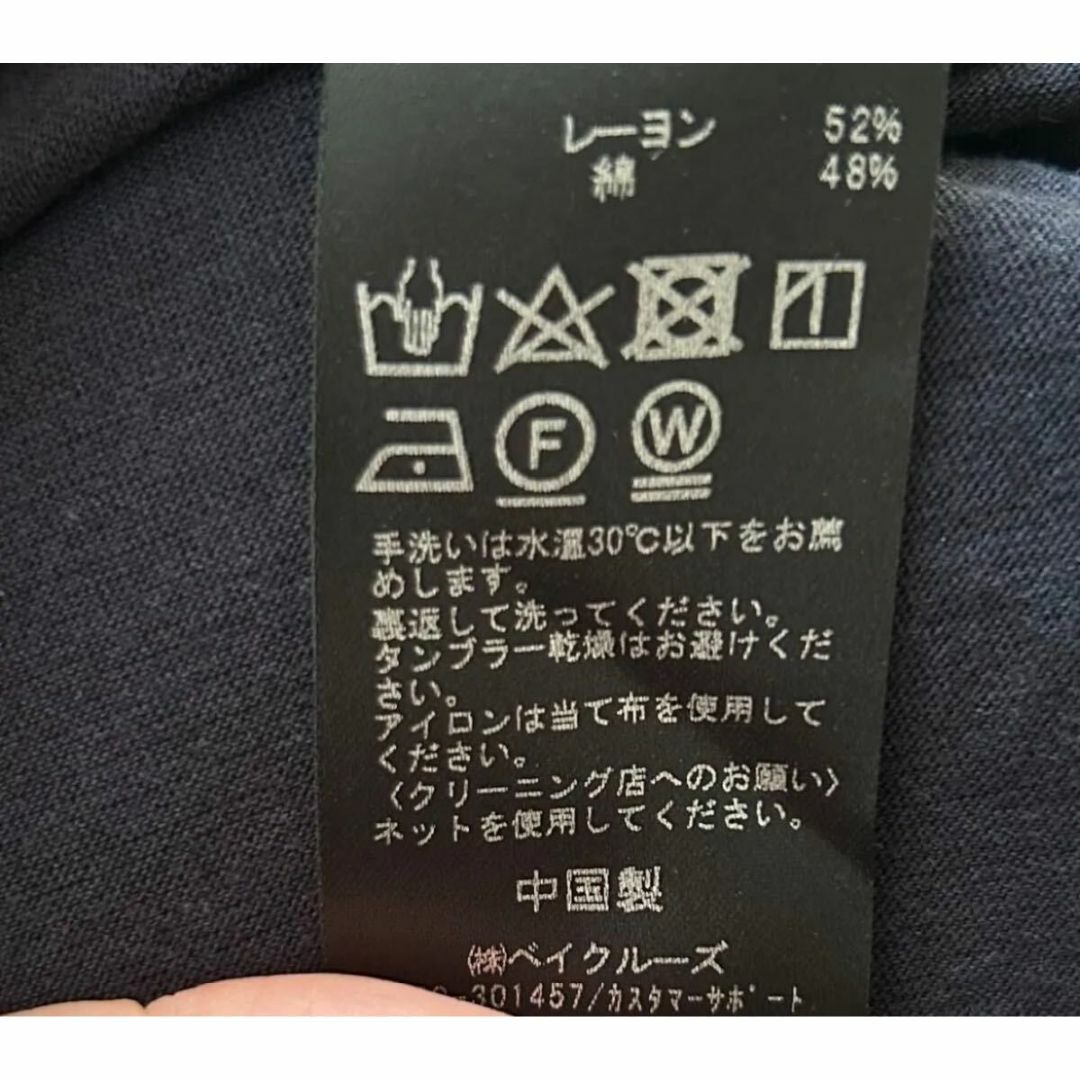 レーヨン 52%
綿 48%
F W
手洗いは水温30℃以下をお薦
めします。
裏返して洗ってください。
タンブラー乾燥はお避けくだ
さい。
アイロンは当て布を使用して
ください。
〈クリーニング店へのお願い〉
ネットを使用してください。
中国製
㈱ベイクルーズ
-301457/カスタマーサポート